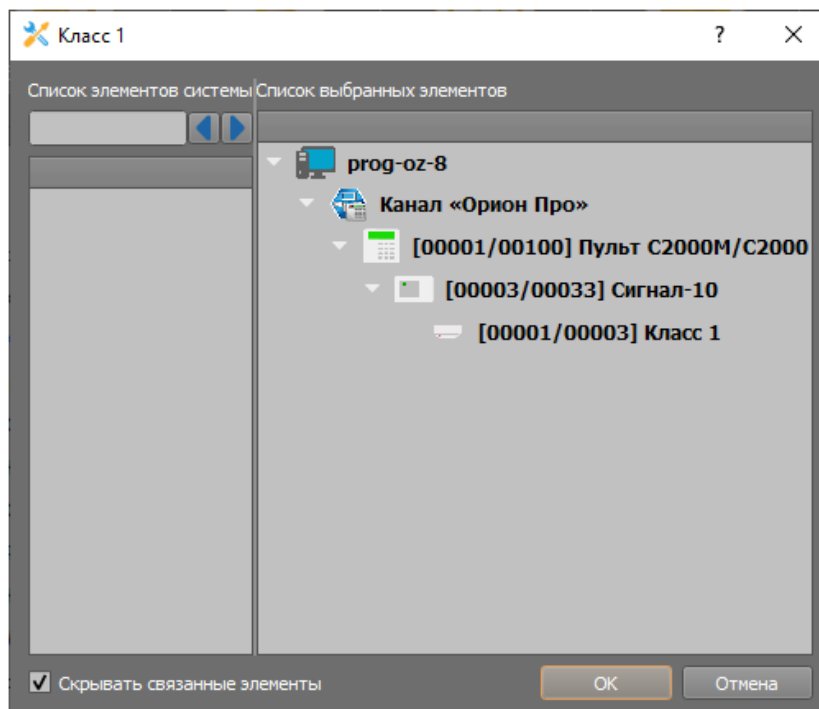 Класс 1
?
Список элементов системы
Список выбранных элементов
prog-oz-8
Канал «Орион Про»
[00001/00100] Пульт С2000М/С2000
[00003/00033] Сигнал-10
[00001/00003] Класс 1
Скрывать связанные элементы
OK
Отмена